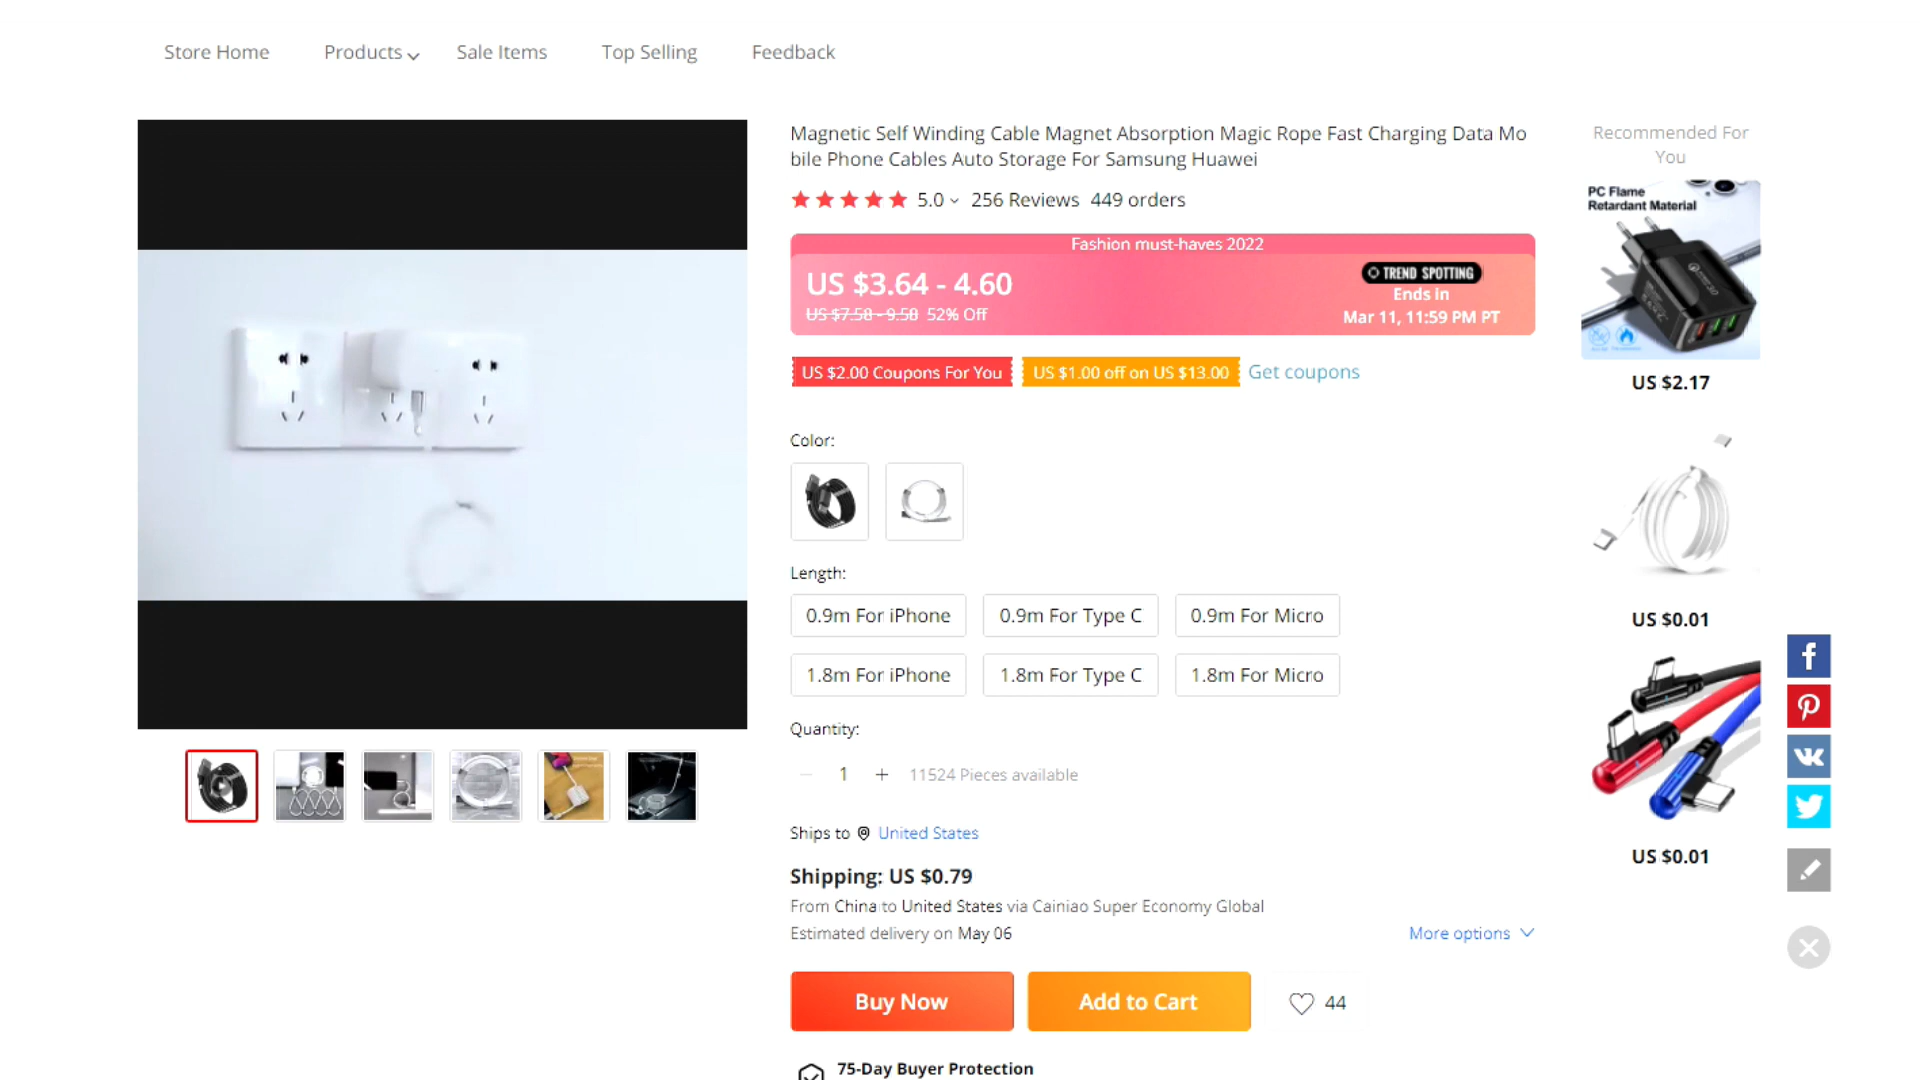 Store Home Products Sale Items Top Selling Feedback
Magnetic Self Winding Cable Magnet Absorption Magic Rope Fast Charging Data Mo
bile Phone Cables Auto Storage For Samsung Huawei
5.0 256 Reviews 449 orders
Fashion must-haves 2022
US $3.64 - 4.60
US $7.58 - 9.58 52% Off
TREND SPOTTING
Ends in
Mar 11, 11:59 PM PT
US $2.00 Coupons For You US $1.00 off on US $13.00 Get coupons
Color:
Length:
0.9m For iPhone 0.9m For Type C 0.9m For Micro
1.8m For iPhone 1.8m For Type C 1.8m For Micro
Quantity:
1 + 11524 Pieces available
Ships to United States
Shipping: US $0.79
From China to United States via Cainiao Super Economy Global
Estimated delivery on May 06
More options
Buy Now Add to Cart 44
75-Day Buyer Protection
Recommended For
You
PC Flame
Retardant Material
US $2.17
US $0.01
US $0.01